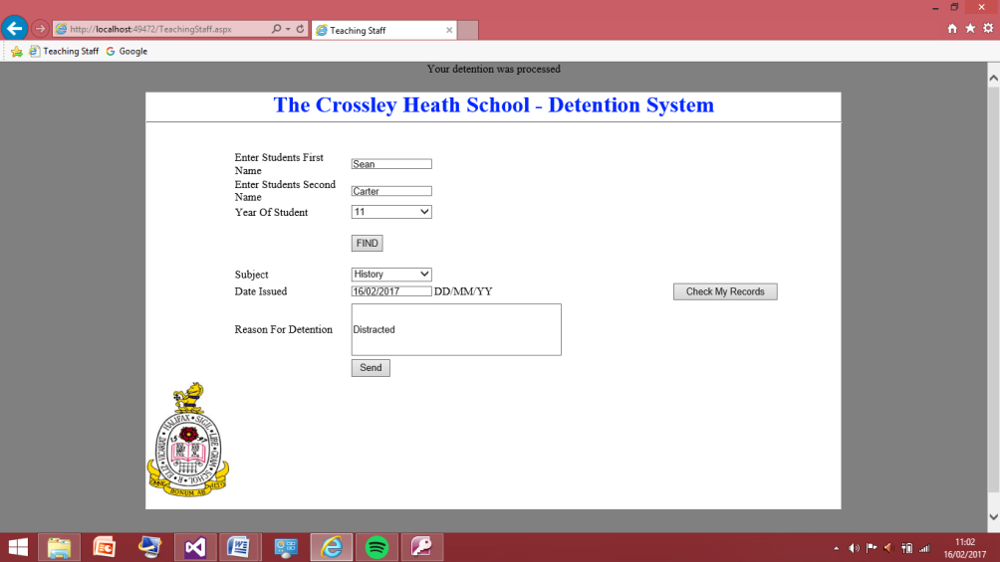 http://localhost:49472/TeachingStaff.aspx
Teaching Staff
Teaching Staff
Google
Your detention was processed
The Crossley Heath School - Detention System
Enter Students First
Name
Sean
Enter Students Second
Name
Carter
Year Of Student
11
FIND
Subject
History
Date Issued
16/02/2017
DD/MM/YY
Check My Records
Reason For Detention
Distracted
Send
BONUM
11:02
16/02/2017